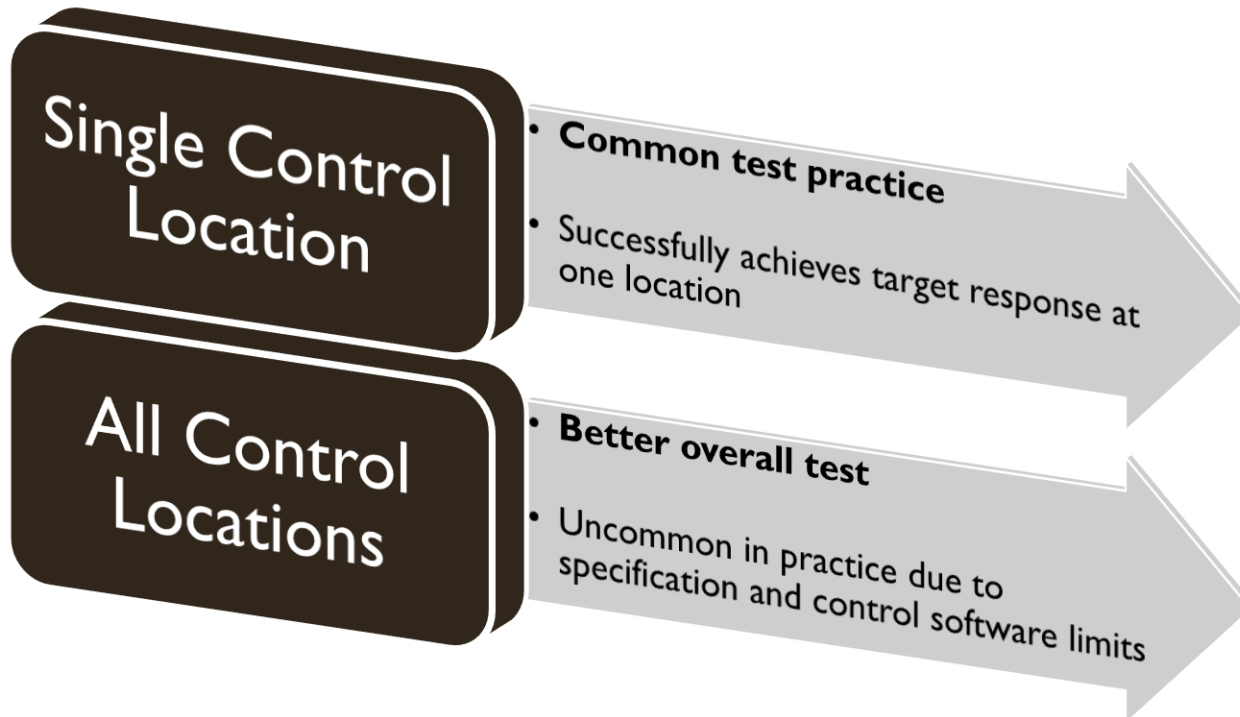 Single Control
Location
• Common test practice
• Successfully achieves target response at
one location
All Control
Locations
• Better overall test
• Uncommon in practice due to
specification and control software limits